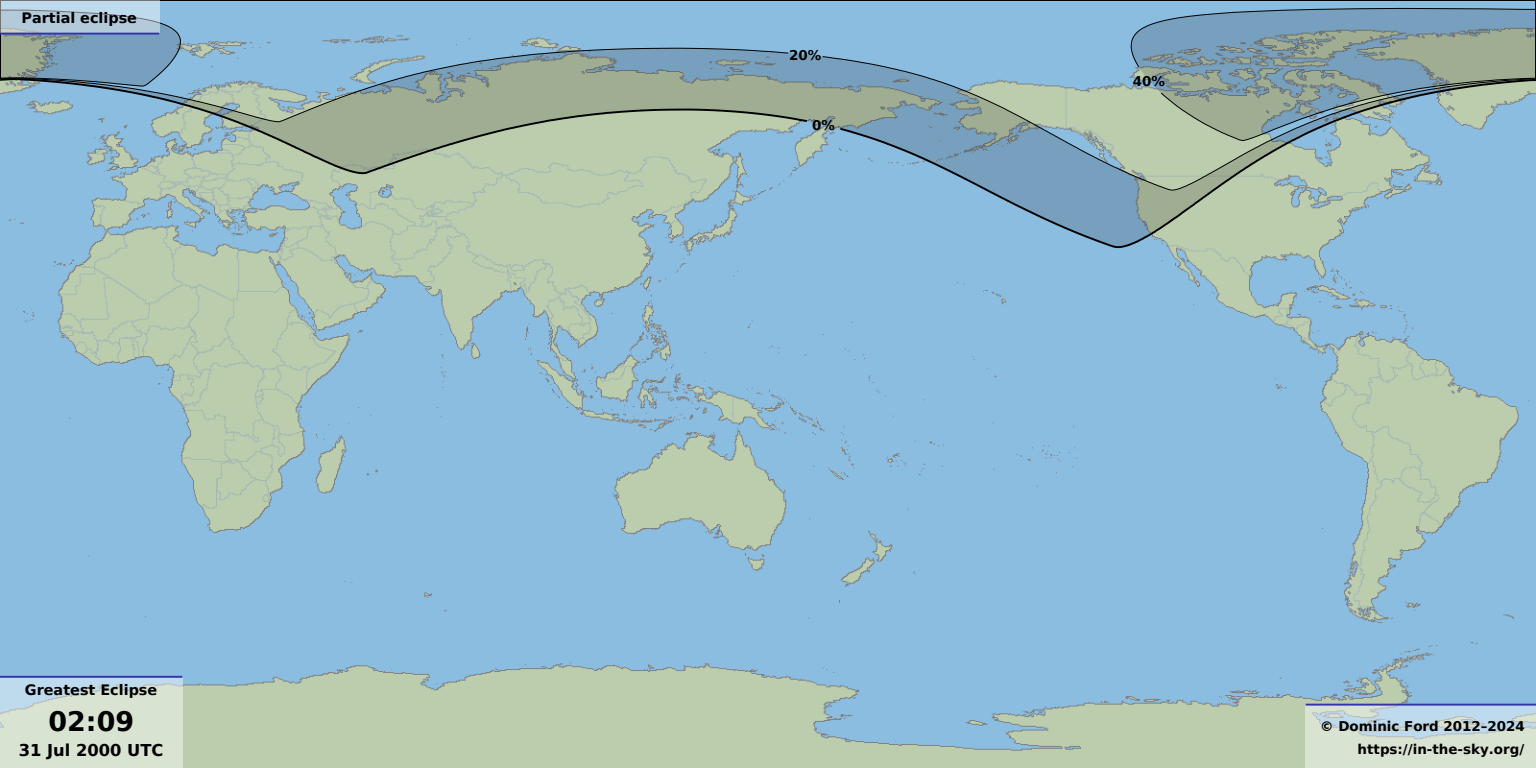 Partial eclipse
20%
40%
0%
Greatest Eclipse
02:09
31 Jul 2000 UTC
© Dominic Ford 2012–2024
https://in-the-sky.org/